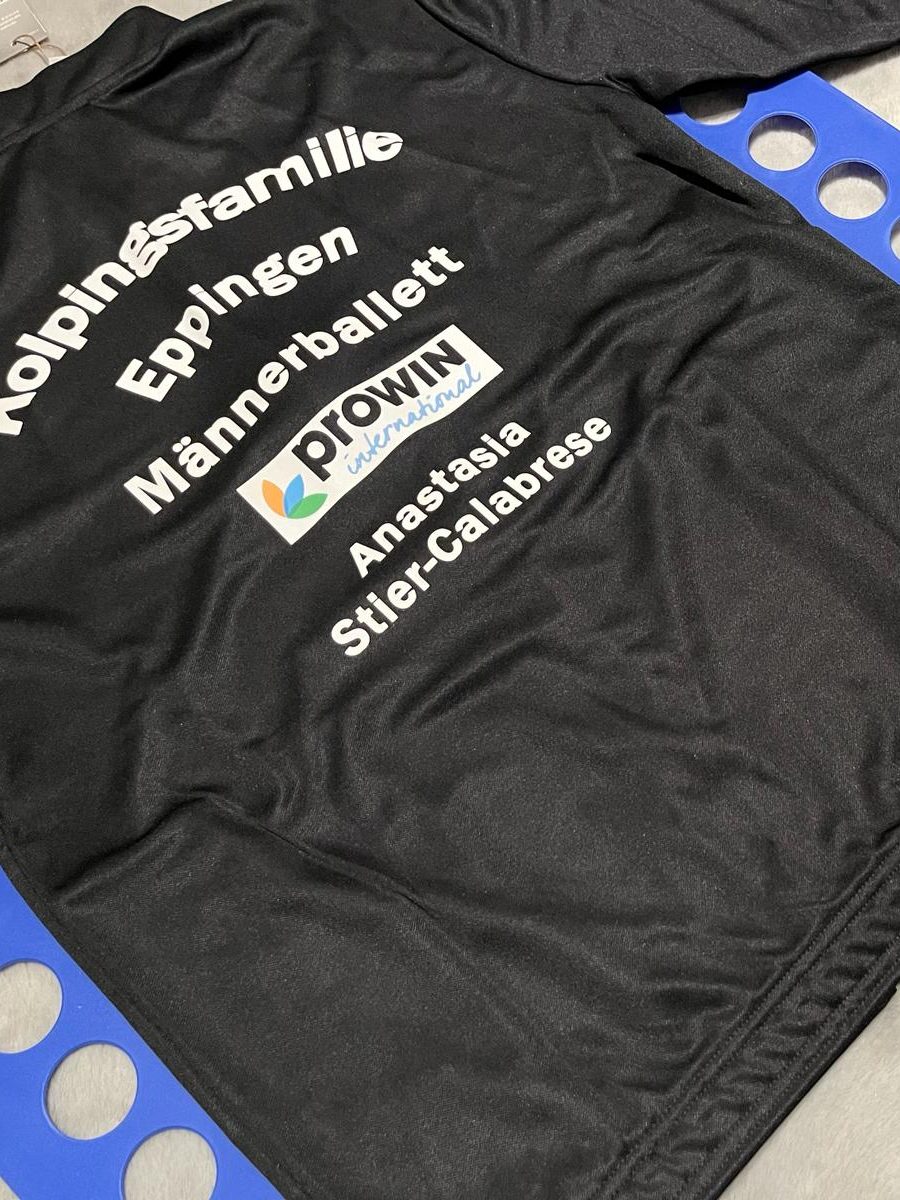 Kolpingsfamilie
Eppingen
Männerballett
proWIN
international
Anastasia
Stier-Calabrese